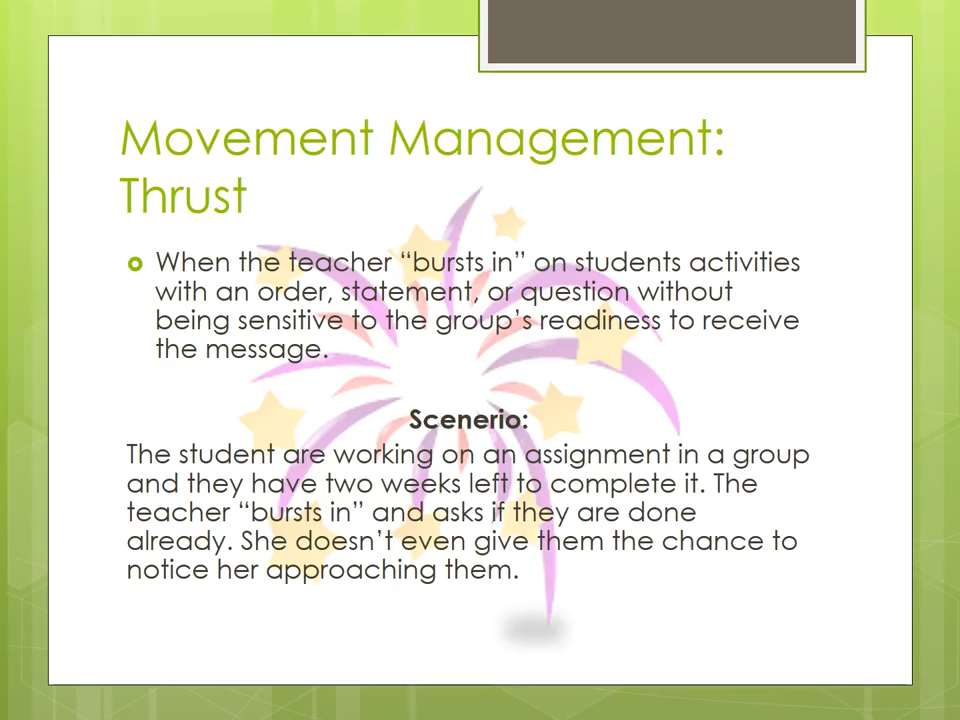 Movement Management:
Thrust
When the teacher “bursts in” on students activities
with an order, statement, or question without
being sensitive to the group’s readiness to receive
the message.
Scenerio:
The student are working on an assignment in a group
and they have two weeks left to complete it. The
teacher “bursts in” and asks if they are done
already. She doesn’t even give them the chance to
notice her approaching them.